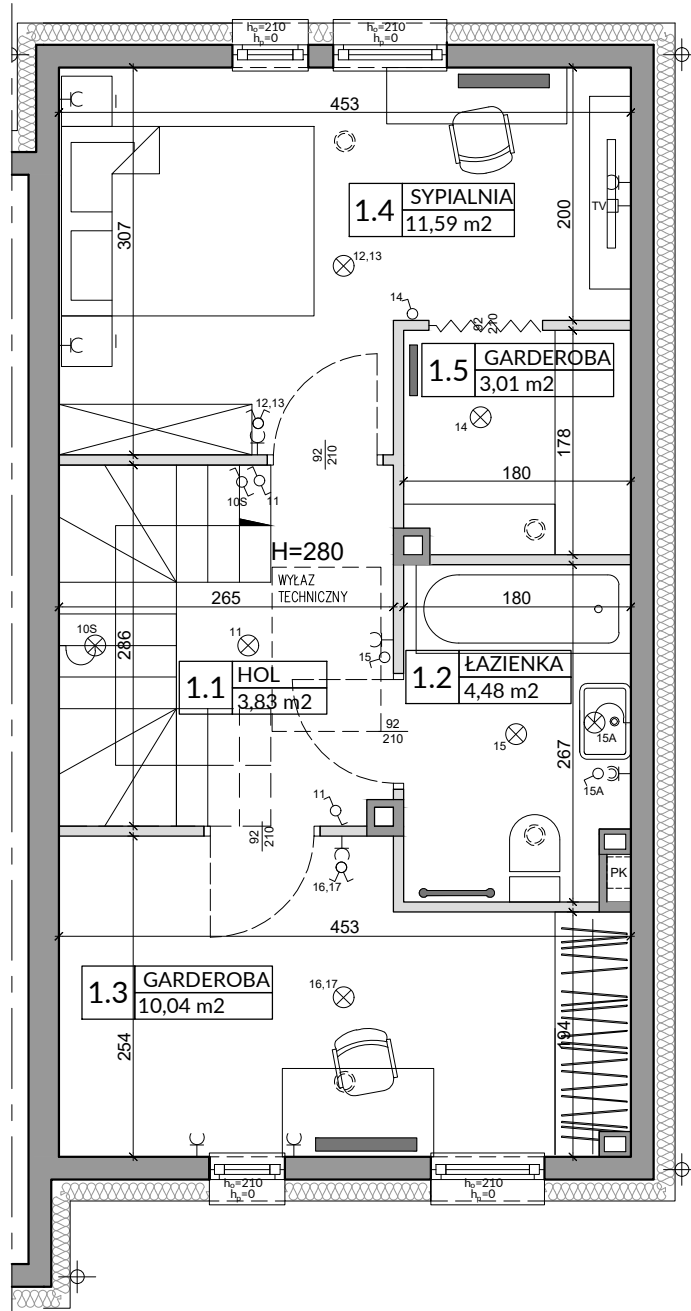 hₒ=210
hₚ=0
hₒ=210
hₚ=0
453
1.4 SYPIALNIA
11,59 m2
200
TV
307
12,13
14
92
210
1.5 GARDEROBA
3,01 m2
14
178
12,13
92
210
180
10S
11
H=280
WYŁAZ
TECHNICZNY
265
180
10S
286
11
15
1.1 HOL
3,83 m2
1.2 ŁAZIENKA
4,48 m2
92
210
15
15A
267
15A
11
92
210
16,17
PK
453
1.3 GARDEROBA
10,04 m2
16,17
254
194
hₒ=210
hₚ=0
hₒ=210
hₚ=0